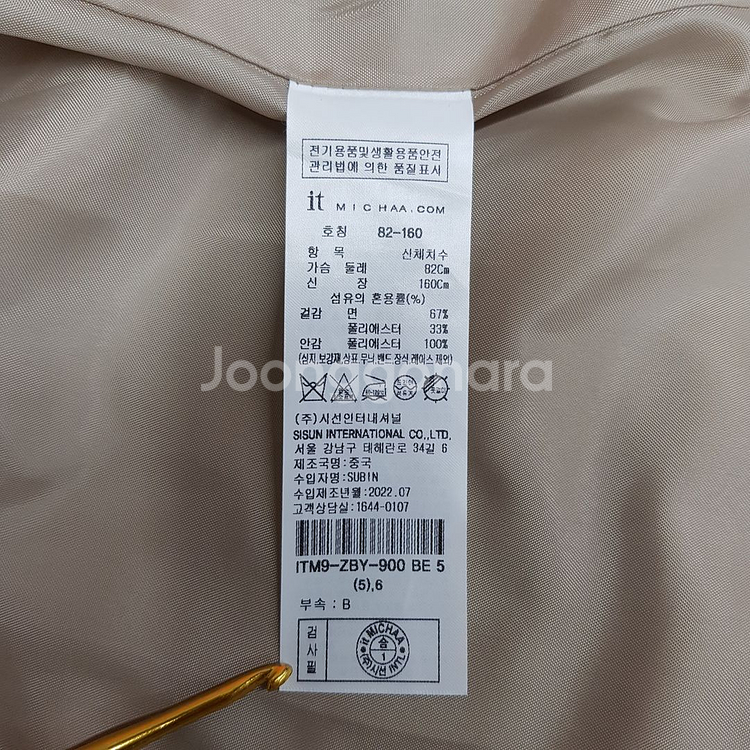 전기용품및생활용품안전
관리법에 의한 품질표시
it MICHAA.COM
호칭 82-160
항 목 신체치수
가슴 둘레 82Cm
신 장 160Cm
섬유의 혼용률(%)
겉감 면 67%
폴리에스터 33%
안감 폴리에스터 100%
(심지,보강재,상표,무늬,밴드,장식,레이스 제외)
Joonggonara
(주)시선인터내셔널
SISUN INTERNATIONAL CO.,LTD.
서울 강남구 테헤란로 34길 6
제조국명:중국
수입자명:SUBIN
수입제조년월:2022.07
고객상담실:1644-0107
ITM9-ZBY-900 BE 5
(5),6
부속 : B
검사필
it MICHAA
승
1
(주)시선 INT'L